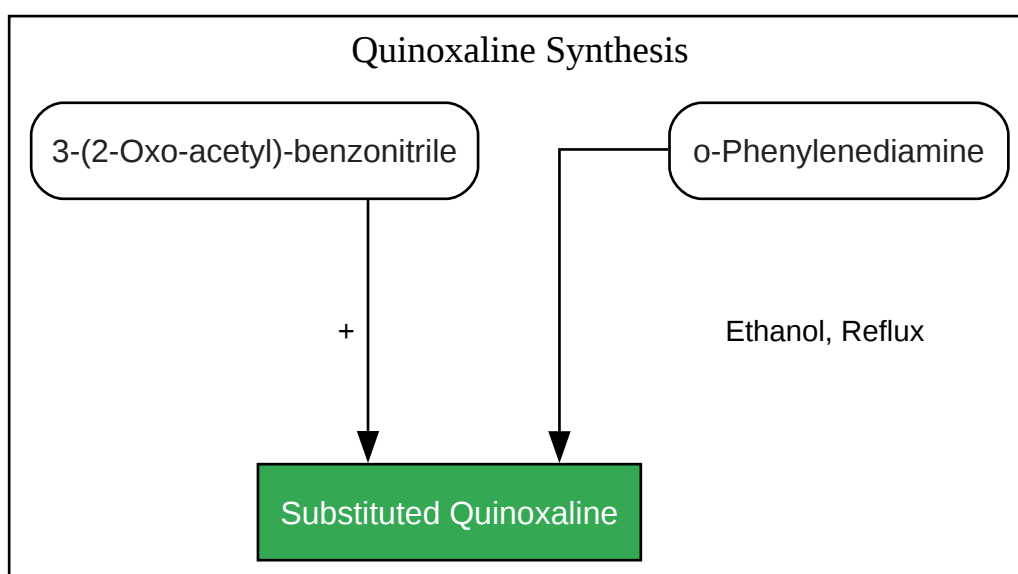 Quinoxaline Synthesis
3-(2-Oxo-acetyl)-benzonitrile
o-Phenylenediamine
+
Ethanol, Reflux
Substituted Quinoxaline